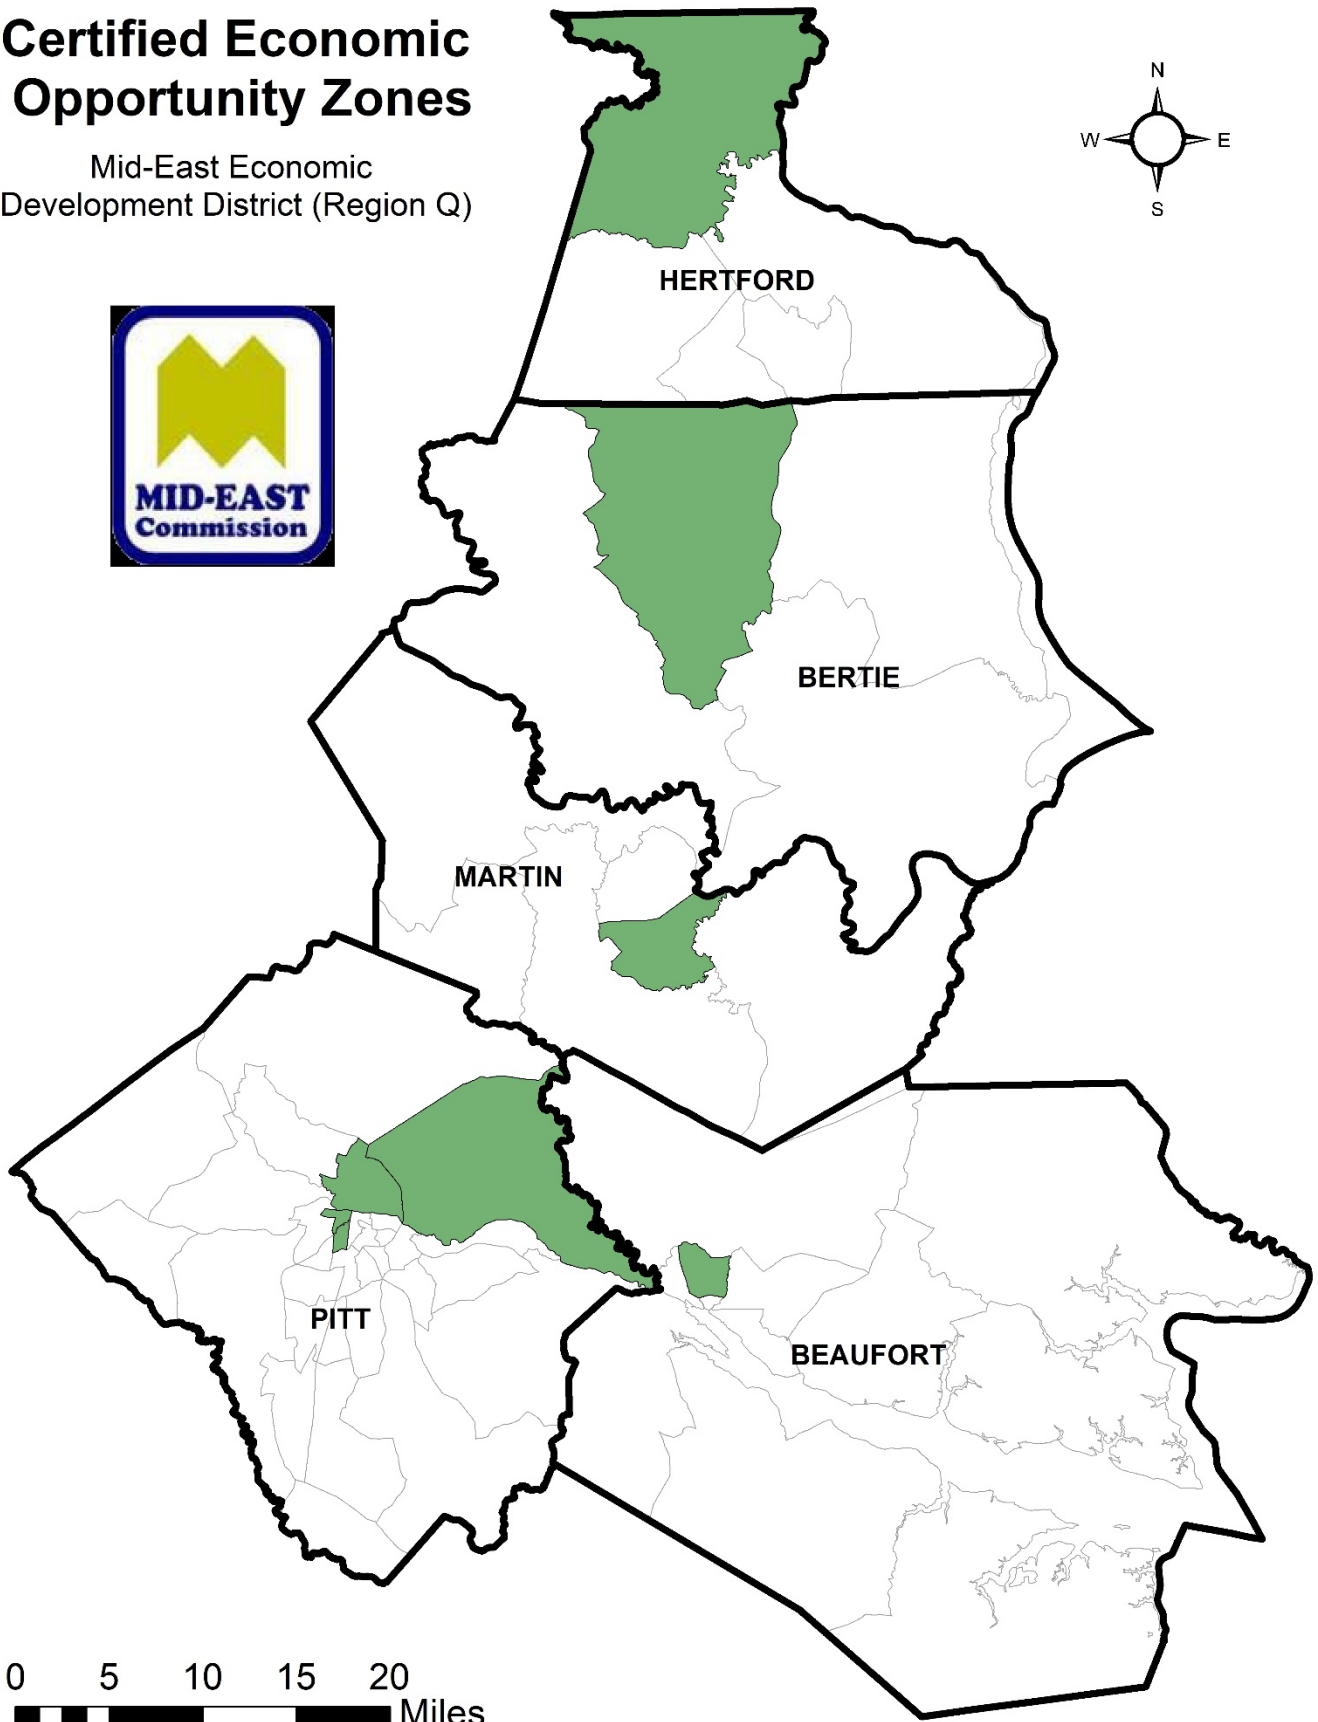 Certified Economic
Opportunity Zones
Mid-East Economic
Development District (Region Q)
N
W E
S
MID-EAST
Commission
HERTFORD
BERTIE
MARTIN
PITT
BEAUFORT
0 5 10 15 20
Miles